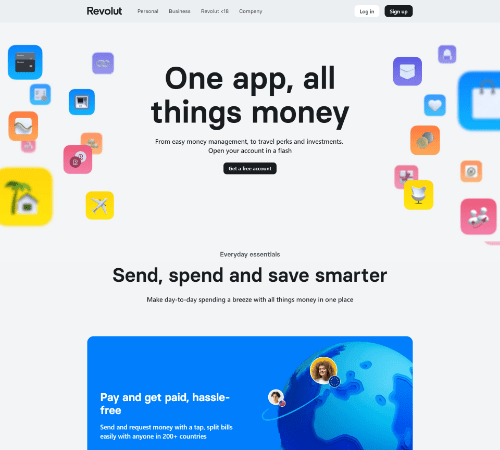 Revolut
Personal
Business
Revolut <18
Company
Log in
Sign up
One app, all
things money
From easy money management, to travel perks and investments.
Open your account in a flash
Get a free account
Everyday essentials
Send, spend and save smarter
Make day-to-day spending a breeze with all things money in one place
Pay and get paid, hassle-
free
Send and request money with a tap, split bills
easily with anyone in 200+ countries